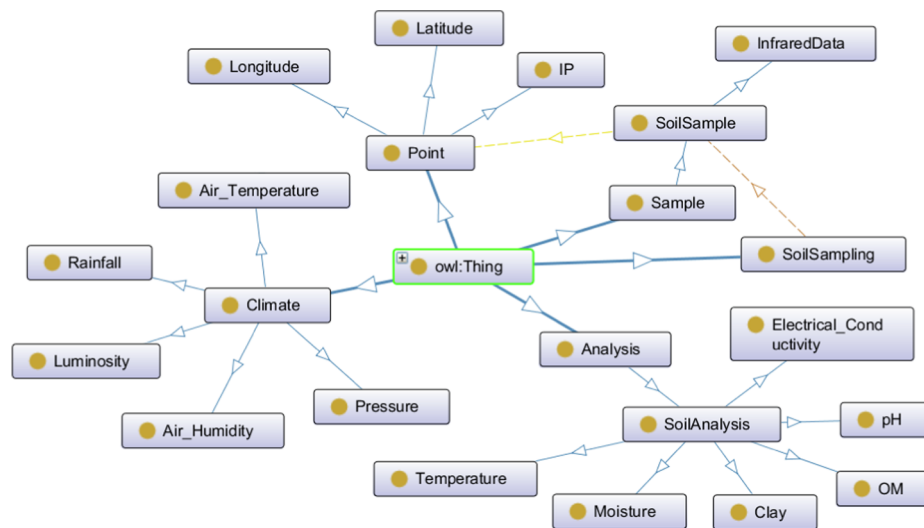 Latitude
InfraredData
Longitude
IP
SoilSample
Point
Air_Temperature
Sample
Rainfall
owl:Thing
SoilSampling
Climate
Electrical_Cond
uctivity
Luminosity
Analysis
Pressure
Air_Humidity
SoilAnalysis
pH
Temperature
OM
Moisture
Clay